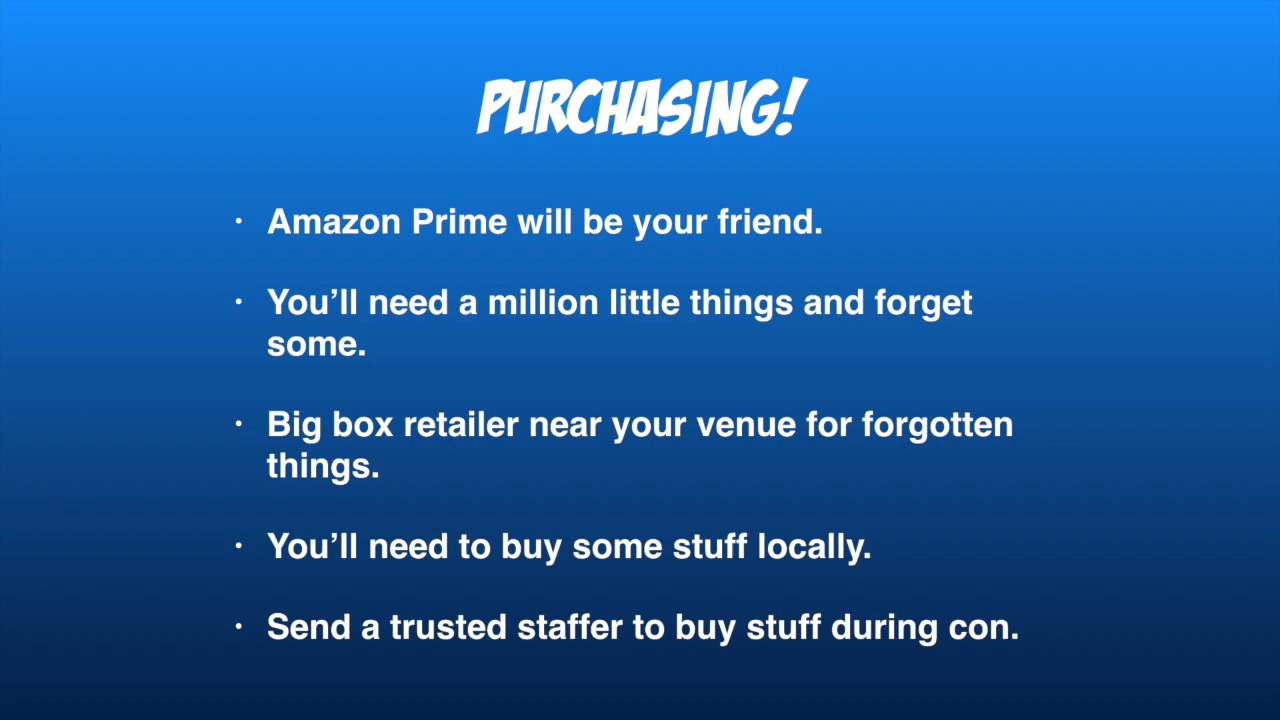 PURCHASING!
· Amazon Prime will be your friend.
· You’ll need a million little things and forget
some.
· Big box retailer near your venue for forgotten
things.
· You’ll need to buy some stuff locally.
· Send a trusted staffer to buy stuff during con.